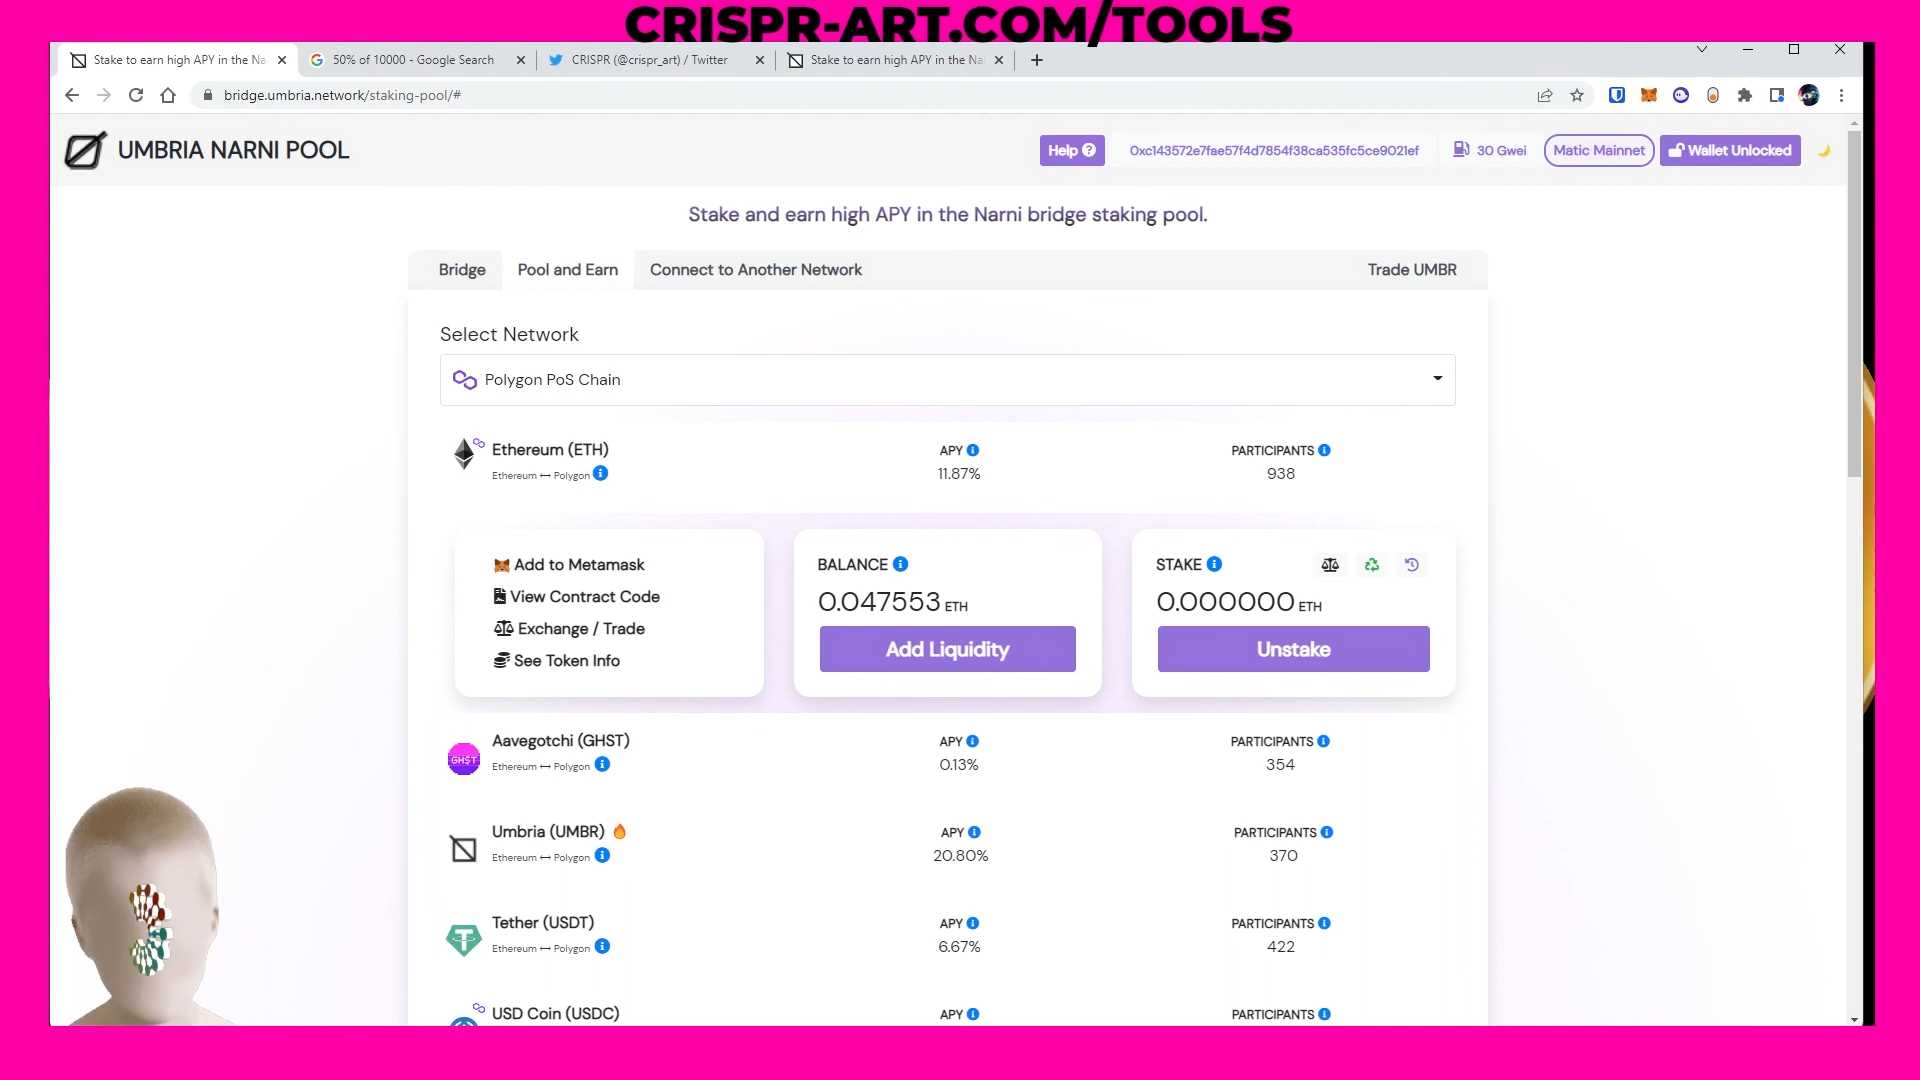 CRISPR-ART.COM/TOOLS
Stake to earn high APY in the Na
50% of 10000 - Google Search
CRISPR (@crispr_art) / Twitter
Stake to earn high APY in the Na
bridge.umbria.network/staking-pool/#
UMBRIA NARNI POOL
Help
0xc143572e7fae57f4d7854f38ca535fc5ce9021ef
30 Gwei
Matic Mainnet
Wallet Unlocked
Stake and earn high APY in the Narni bridge staking pool.
Bridge
Pool and Earn
Connect to Another Network
Trade UMBR
Select Network
Polygon PoS Chain
Ethereum (ETH)
Ethereum ↔ Polygon
APY
11.87%
PARTICIPANTS
938
Add to Metamask
View Contract Code
Exchange / Trade
See Token Info
BALANCE
0.047553 ETH
Add Liquidity
STAKE
0.000000 ETH
Unstake
GHST
Aavegotchi (GHST)
Ethereum ↔ Polygon
APY
0.13%
PARTICIPANTS
354
Umbria (UMBR)
Ethereum ↔ Polygon
APY
20.80%
PARTICIPANTS
370
Tether (USDT)
Ethereum ↔ Polygon
APY
6.67%
PARTICIPANTS
422
USD Coin (USDC)
APY
PARTICIPANTS